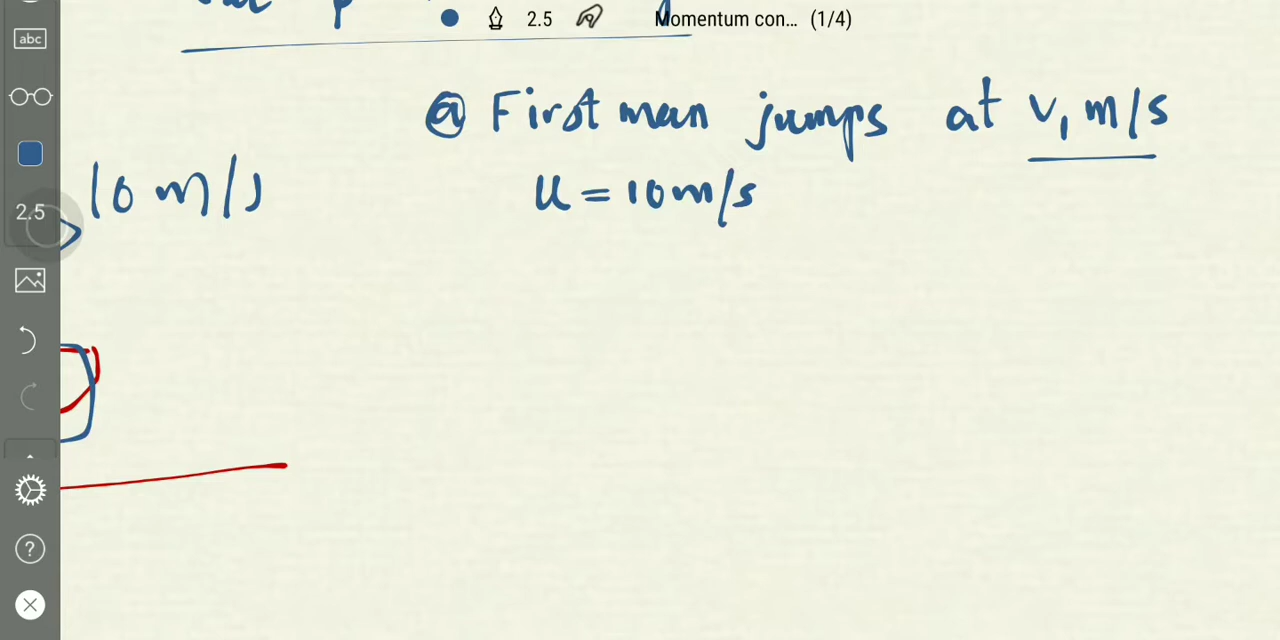 2.5 Momentum con... (1/4)
abc
@ First man jumps at v₁ m/s
10 m/s
u = 10 m/s
2.5
?